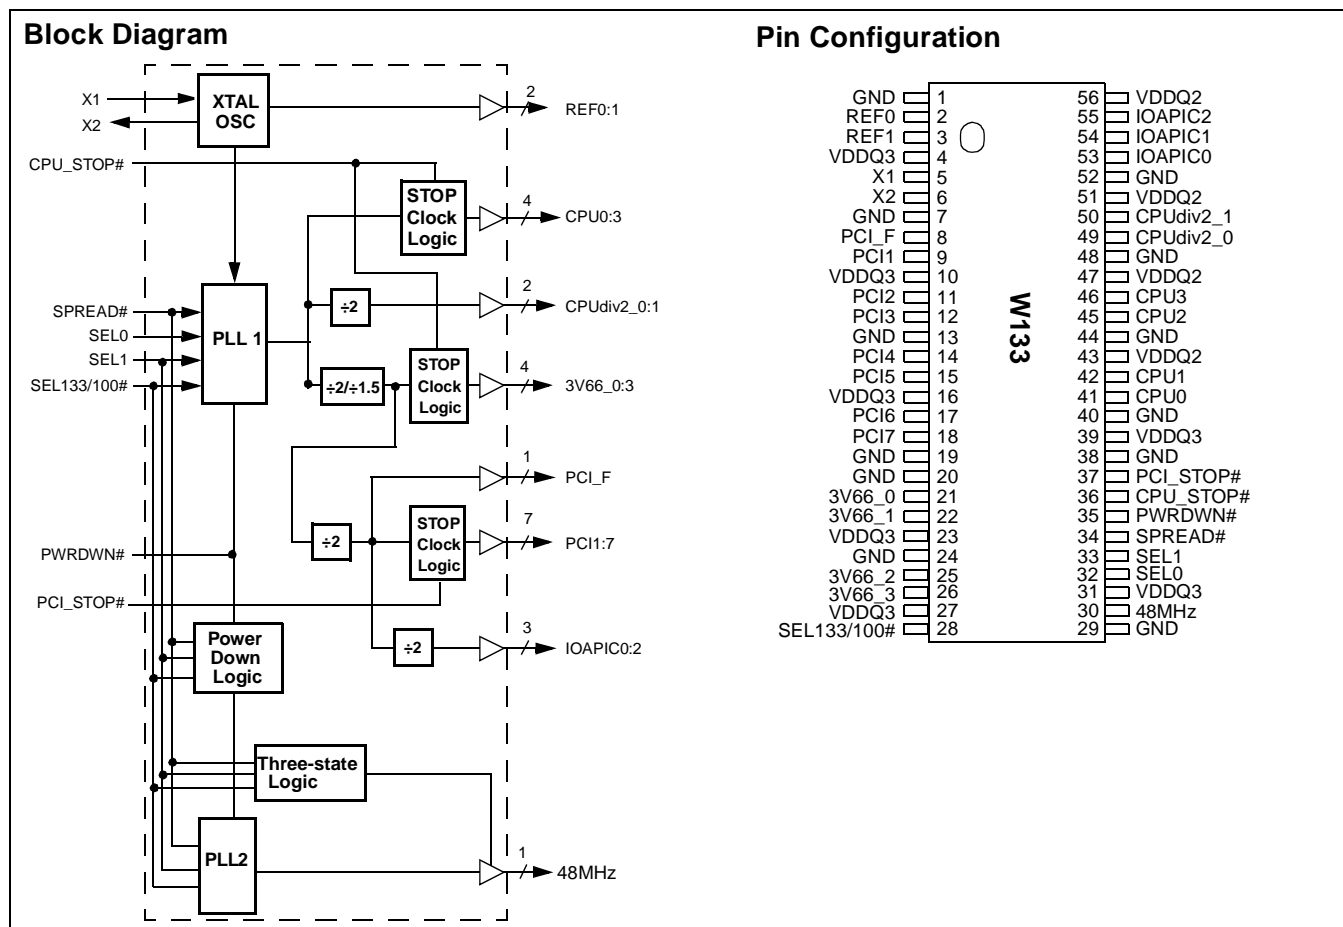 Block Diagram
X1
X2
XTAL
OSC
2
REF0:1
CPU_STOP#
STOP
Clock
Logic
4
CPU0:3
SPREAD#
SEL0
SEL1
SEL133/100#
PLL 1
÷2
2
CPUdiv2_0:1
÷2/÷1.5
STOP
Clock
Logic
4
3V66_0:3
1
PCI_F
÷2
STOP
Clock
Logic
7
PCI1:7
PWRDWN#
PCI_STOP#
Power
Down
Logic
÷2
3
IOAPIC0:2
Three-state
Logic
PLL2
1
48MHz
Pin Configuration
GND 1
REF0 2
REF1 3
VDDQ3 4
X1 5
X2 6
GND 7
PCI_F 8
PCI1 9
VDDQ3 10
PCI2 11
PCI3 12
GND 13
PCI4 14
PCI5 15
VDDQ3 16
PCI6 17
PCI7 18
GND 19
GND 20
3V66_0 21
3V66_1 22
VDDQ3 23
GND 24
3V66_2 25
3V66_3 26
VDDQ3 27
SEL133/100# 28
W133
56 VDDQ2
55 IOAPIC2
54 IOAPIC1
53 IOAPIC0
52 GND
51 VDDQ2
50 CPUdiv2_1
49 CPUdiv2_0
48 GND
47 VDDQ2
46 CPU3
45 CPU2
44 GND
43 VDDQ2
42 CPU1
41 CPU0
40 GND
39 VDDQ3
38 GND
37 PCI_STOP#
36 CPU_STOP#
35 PWRDWN#
34 SPREAD#
33 SEL1
32 SEL0
31 VDDQ3
30 48MHz
29 GND